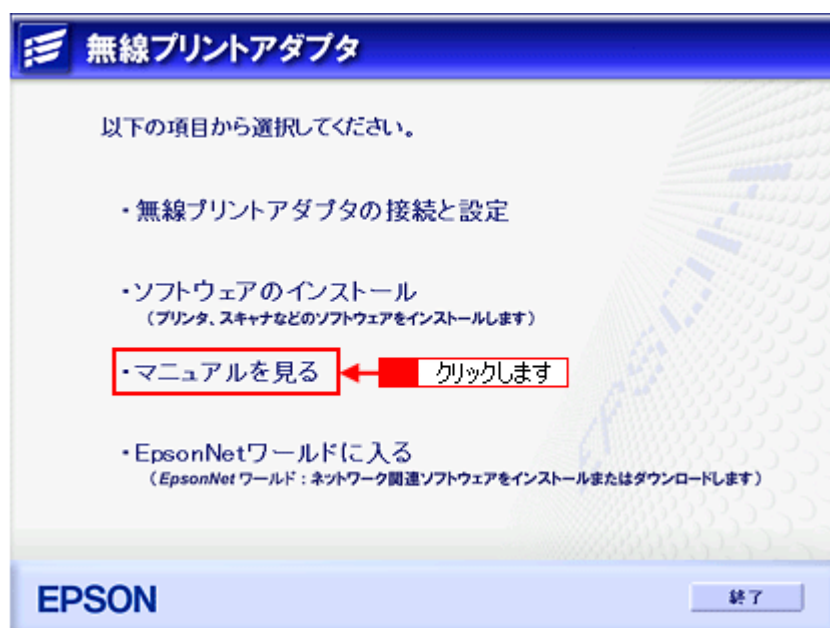 無線プリントアダプタ
以下の項目から選択してください。
・無線プリントアダプタの接続と設定
・ソフトウェアのインストール
（プリンタ、スキャナなどのソフトウェアをインストールします）
・マニュアルを見る
クリックします
・EpsonNetワールドに入る
（EpsonNet ワールド：ネットワーク関連ソフトウェアをインストールまたはダウンロードします）
EPSON
EPSON
終了